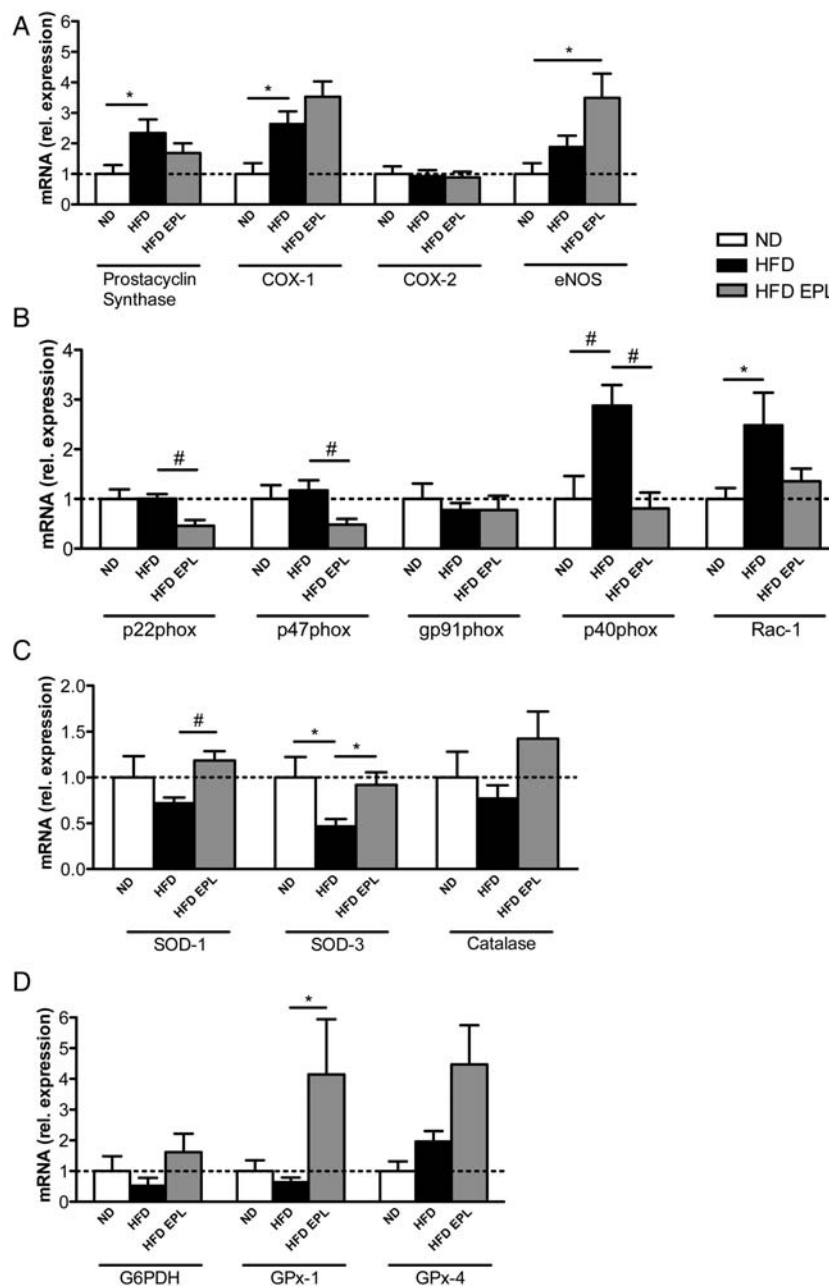 A
mRNA (rel. expression)
6
5
4
3
2
1
0
*
*
*
ND
HFD
HFD EPL
ND
HFD
HFD EPL
ND
HFD
HFD EPL
ND
HFD
HFD EPL
Prostacyclin
Synthase
COX-1
COX-2
eNOS
ND
HFD
HFD EPL
B
mRNA (rel. expression)
4
3
2
1
0
#
#
#
#
*
ND
HFD
HFD EPL
ND
HFD
HFD EPL
ND
HFD
HFD EPL
ND
HFD
HFD EPL
ND
HFD
HFD EPL
p22phox
p47phox
gp91phox
p40phox
Rac-1
C
mRNA (rel. expression)
2.0
1.5
1.0
0.5
0.0
#
*
*
ND
HFD
HFD EPL
ND
HFD
HFD EPL
ND
HFD
HFD EPL
SOD-1
SOD-3
Catalase
D
mRNA (rel. expression)
6
5
4
3
2
1
0
*
ND
HFD
HFD EPL
ND
HFD
HFD EPL
ND
HFD
HFD EPL
G6PDH
GPx-1
GPx-4